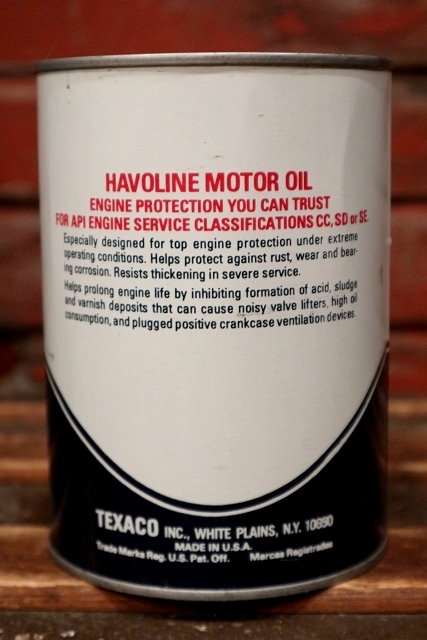 HAVOLINE MOTOR OIL
ENGINE PROTECTION YOU CAN TRUST
FOR API ENGINE SERVICE CLASSIFICATIONS CC, SD or SE.
Especially designed for top engine protection under extreme
operating conditions. Helps protect against rust, wear and bear-
ing corrosion. Resists thickening in severe service.
Helps prolong engine life by inhibiting formation of acid, sludge
and varnish deposits that can cause noisy valve lifters, high oil
consumption, and plugged positive crankcase ventilation devices.
TEXACO INC., WHITE PLAINS, N.Y. 10650
MADE IN U.S.A.
Trade Marks Reg. U.S. Pat. Off. Marcas Registradas